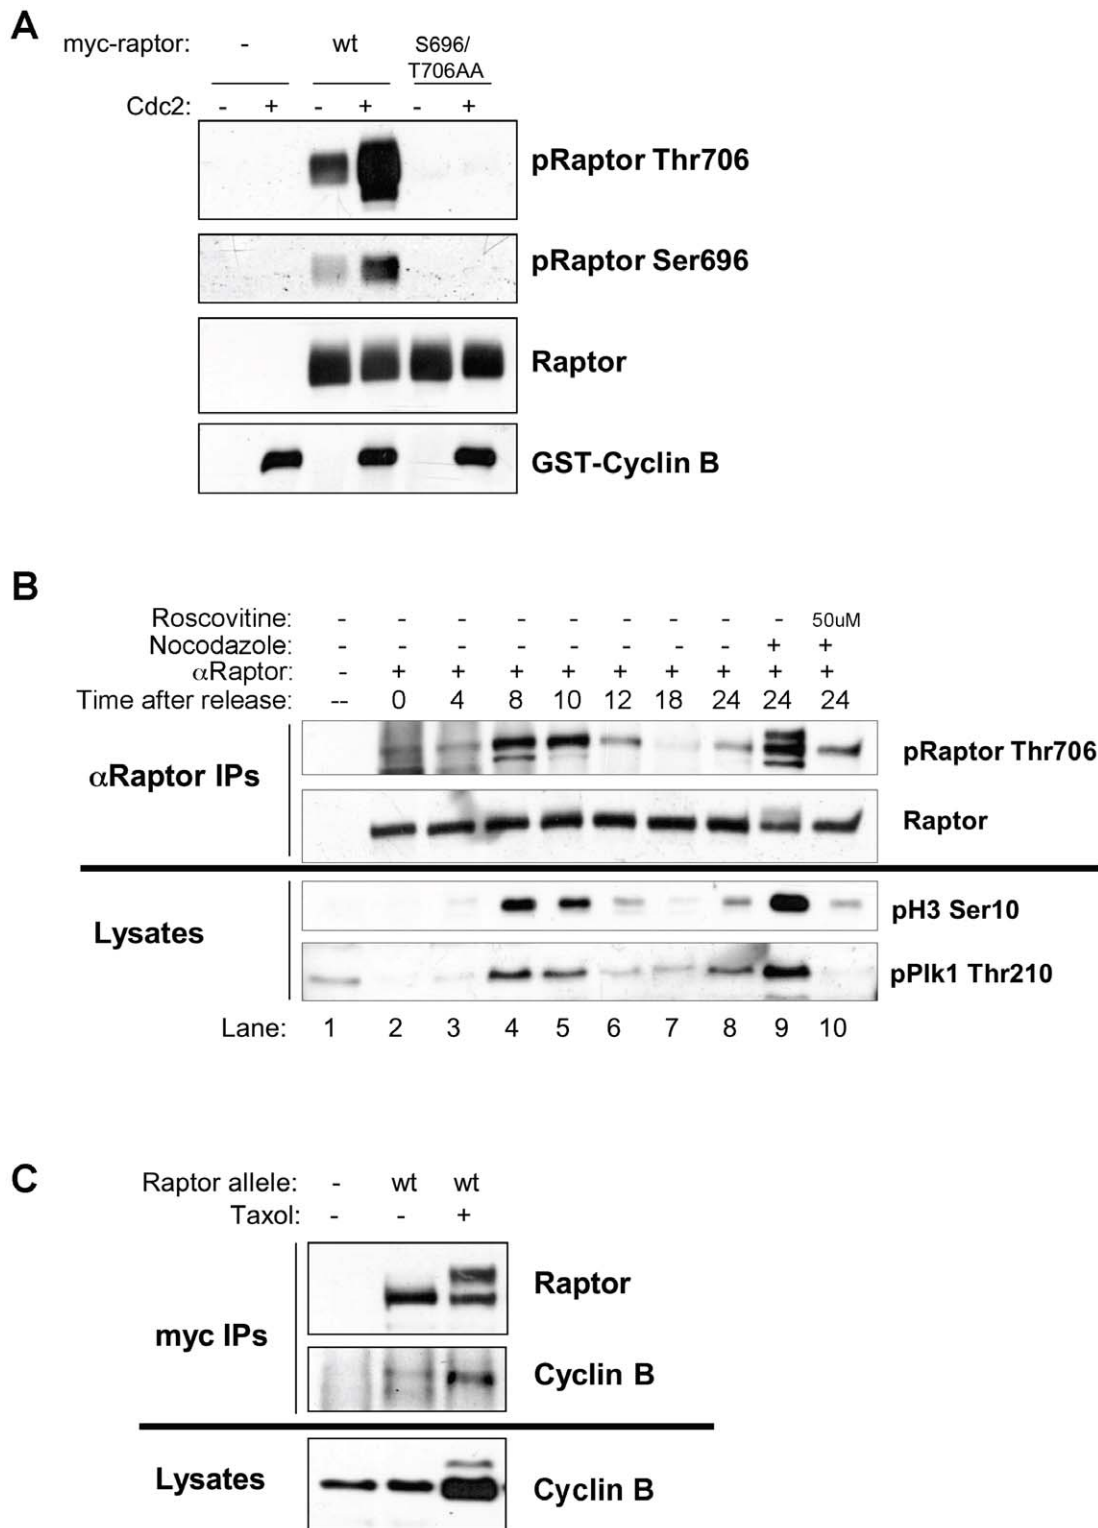 A
myc-raptor: - wt S696/
T706AA
Cdc2: - + - + - +
pRaptor Thr706
pRaptor Ser696
Raptor
GST-Cyclin B
B
Roscovitine: - - - - - - - - - 50uM
Nocodazole: - - - - - - - - + +
αRaptor: - + + + + + + + + +
Time after release: -- 0 4 8 10 12 18 24 24 24
αRaptor IPs
pRaptor Thr706
Raptor
Lysates
pH3 Ser10
pPlk1 Thr210
Lane: 1 2 3 4 5 6 7 8 9 10
C
Raptor allele: - wt wt
Taxol: - - +
myc IPs
Raptor
Cyclin B
Lysates
Cyclin B